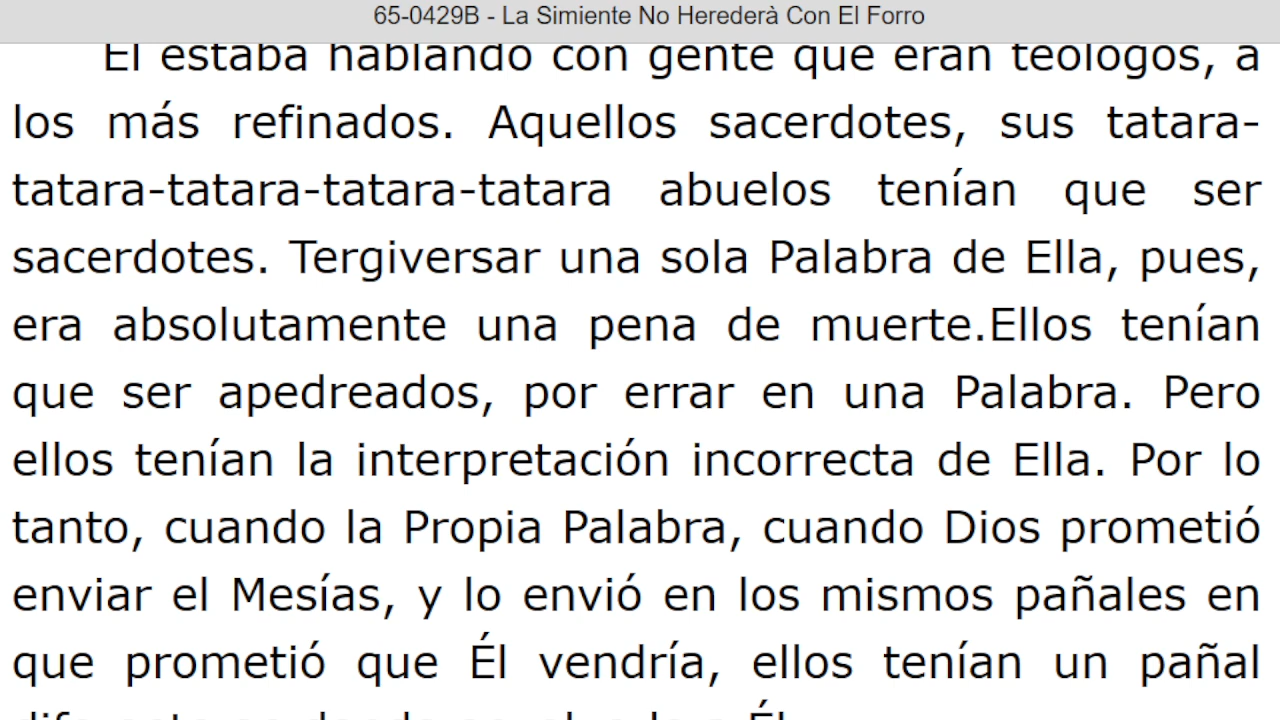 65-0429B - La Simiente No Herederà Con El Forro
Él estaba hablando con gente que eran teólogos, a
los más refinados. Aquellos sacerdotes, sus tatara-
tatara-tatara-tatara-tatara abuelos tenían que ser
sacerdotes. Tergiversar una sola Palabra de Ella, pues,
era absolutamente una pena de muerte.Ellos tenían
que ser apedreados, por errar en una Palabra. Pero
ellos tenían la interpretación incorrecta de Ella. Por lo
tanto, cuando la Propia Palabra, cuando Dios prometió
enviar el Mesías, y lo envió en los mismos pañales en
que prometió que Él vendría, ellos tenían un pañal